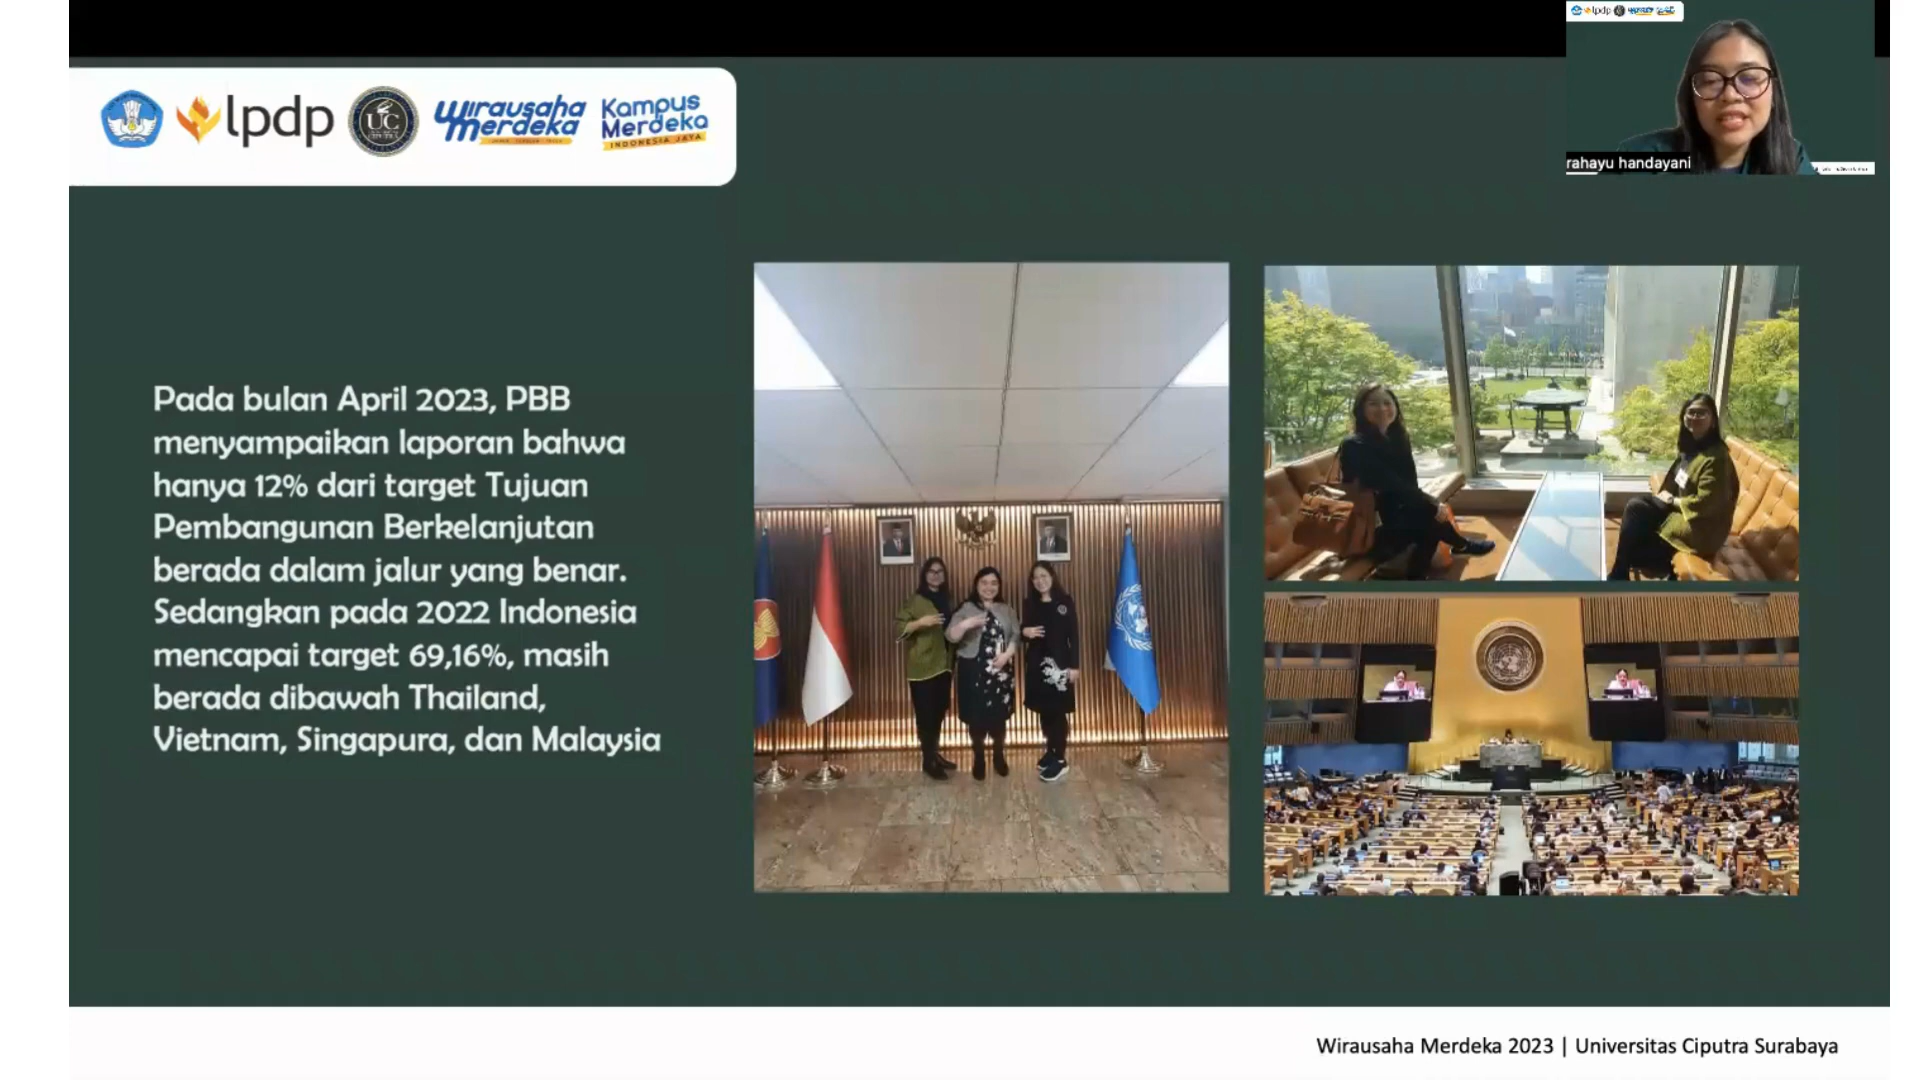 lpdp
UC
Wirausaha
Merdeka
Kampus
Merdeka
INDONESIA JAYA
lpdp
rahayu handayani
Pada bulan April 2023, PBB
menyampaikan laporan bahwa
hanya 12% dari target Tujuan
Pembangunan Berkelanjutan
berada dalam jalur yang benar.
Sedangkan pada 2022 Indonesia
mencapai target 69,16%, masih
berada dibawah Thailand,
Vietnam, Singapura, dan Malaysia
Wirausaha Merdeka 2023 | Universitas Ciputra Surabaya